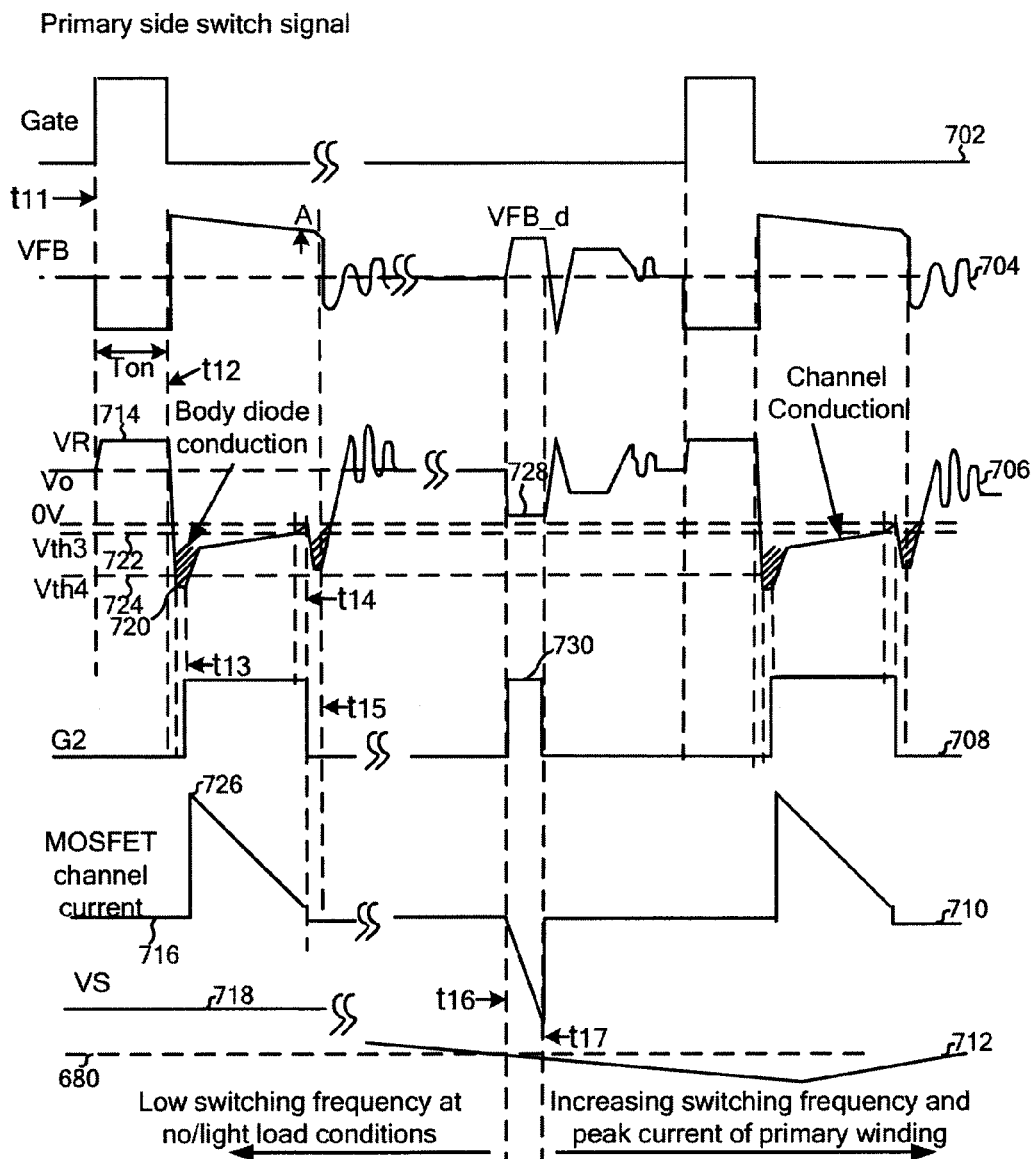 Primary side switch signal
Gate
702
t11
A
VFB_d
VFB
704
Ton
t12
Channel
Conduction
714
Body diode
conduction
VR
Vo
728
706
0V
Vth3
722
Vth4
724
720
t14
t13
730
t15
G2
708
726
MOSFET
channel
current
716
710
VS
718
t16
t17
712
680
Low switching frequency at
no/light load conditions
Increasing switching frequency and
peak current of primary winding